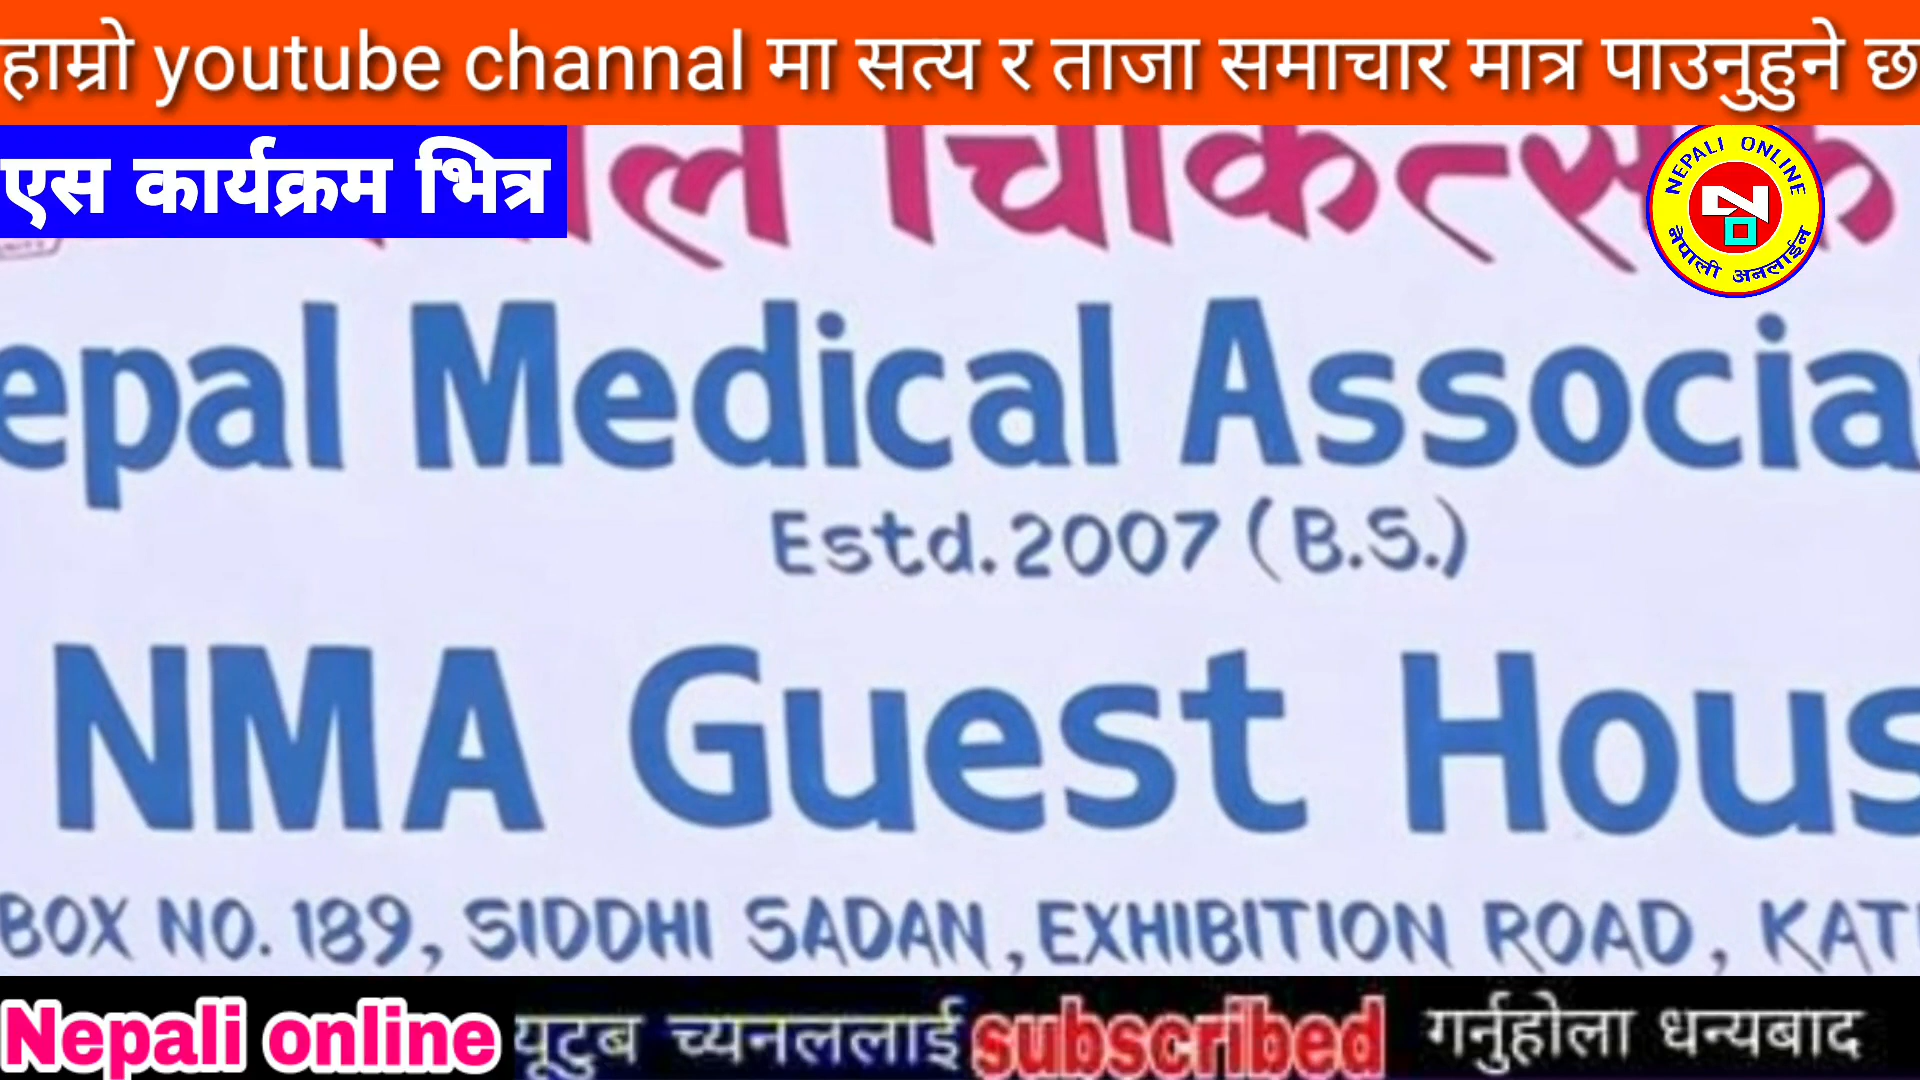 हाम्रो youtube channal मा सत्य र ताजा समाचार मात्र पाउनुहुने छ
एस कार्यक्रम भित्र
चिकित्सक
NEPALI ONLINE
नेपाली अनलाईन
epal Medical Associa
Estd. 2007 (B.S.)
NMA Guest Hous
BOX NO. 189, SIDDHI SADAN, EXHIBITION ROAD, KAT
Nepali online यूटुब च्यनललाई subscribed गर्नुहोला धन्यबाद